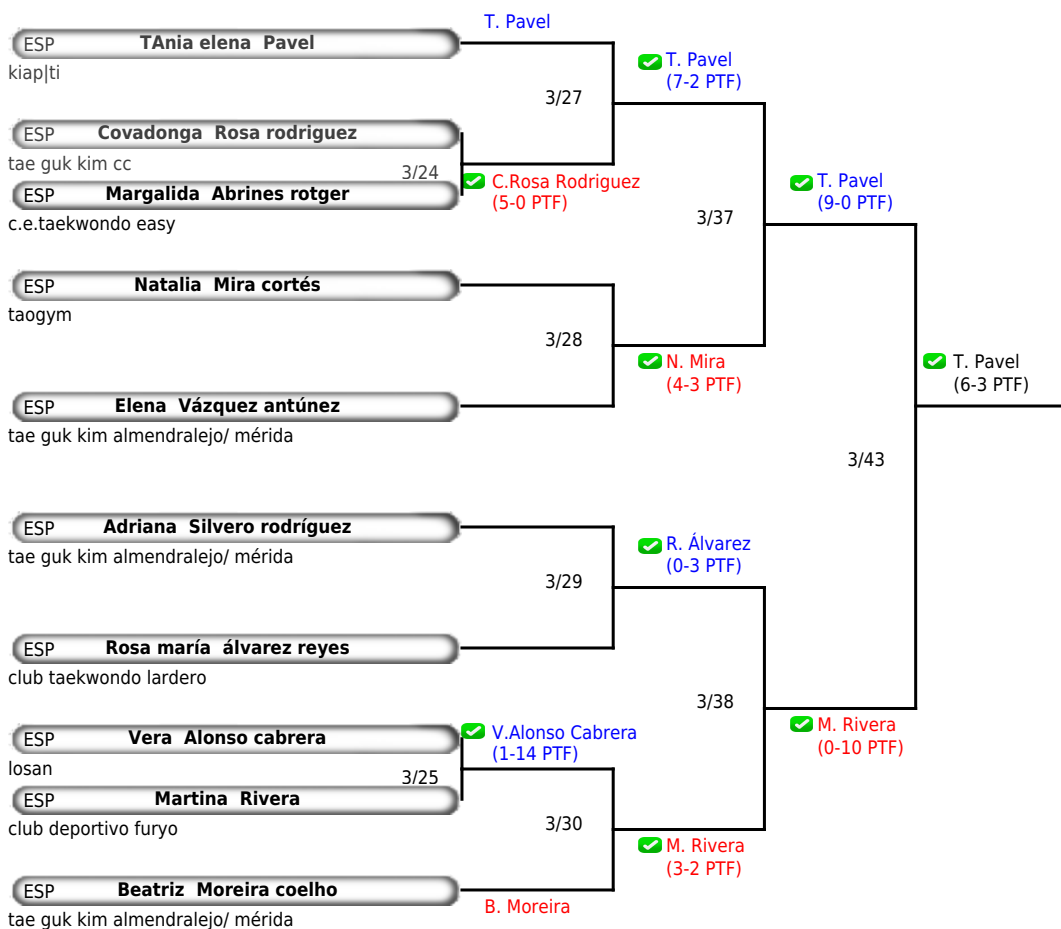 T. Pavel
ESP TAnia elena Pavel
kiap|ti
T. Pavel
(7-2 PTF)
3/27
ESP Covadonga Rosa rodriguez
tae guk kim cc
3/24
C.Rosa Rodriguez
(5-0 PTF)
ESP Margalida Abrines rotger
c.e.taekwondo easy
T. Pavel
(9-0 PTF)
3/37
ESP Natalia Mira cortés
taogym
3/28
N. Mira
(4-3 PTF)
T. Pavel
(6-3 PTF)
ESP Elena Vázquez antúnez
tae guk kim almendralejo/ mérida
3/43
ESP Adriana Silvero rodríguez
tae guk kim almendralejo/ mérida
R. Álvarez
(0-3 PTF)
3/29
ESP Rosa maría álvarez reyes
club taekwondo lardero
3/38
M. Rivera
(0-10 PTF)
ESP Vera Alonso cabrera
losan
V.Alonso Cabrera
(1-14 PTF)
3/25
ESP Martina Rivera
club deportivo furyo
3/30
M. Rivera
(3-2 PTF)
ESP Beatriz Moreira coelho
tae guk kim almendralejo/ mérida
B. Moreira